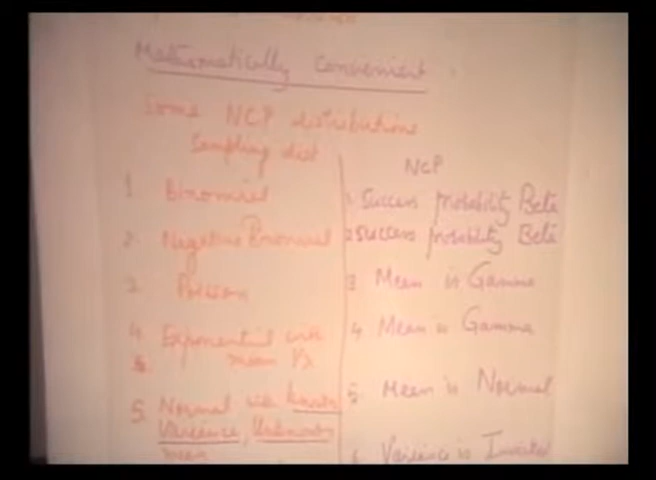 Mathematically Convenient
Some NCP distributions
Sampling dist
1 Binomial
2. Negative Binomial
3 Poisson
4. Exponential with
mean 1/λ
5. Normal with known
Variance, Unknown
mean
NCP
1 Success probability Beta
2 Success probability Beta
3 Mean is Gamma
4 Mean is Gamma
5. Mean is Normal
6 Variance is Inverted